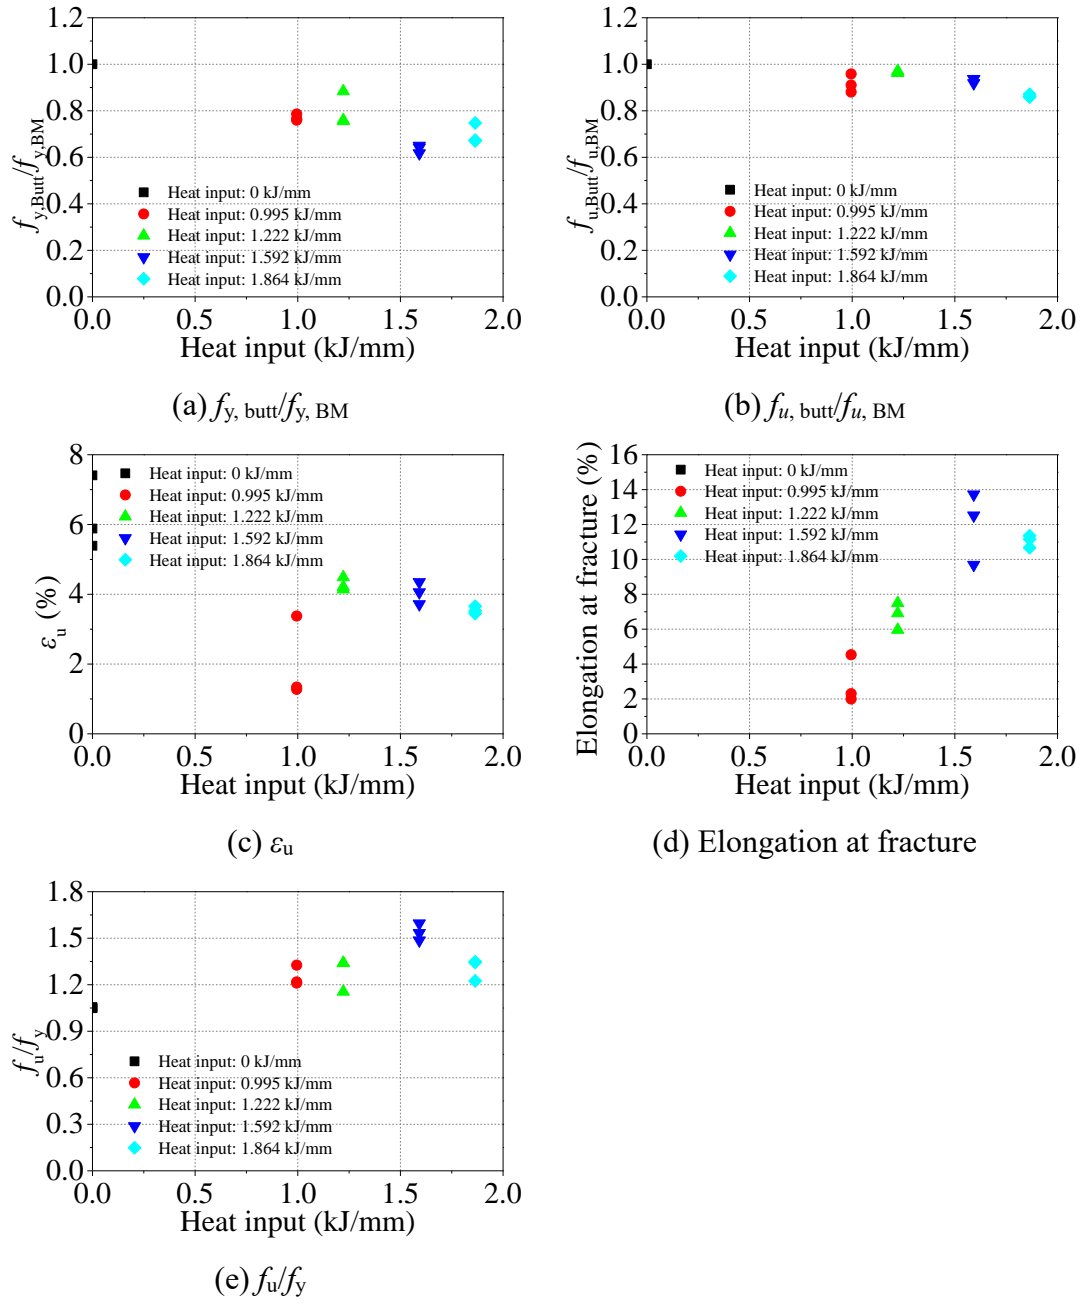 1.2
1.0
0.8
0.6
0.4
0.2
0.0
f y,Butt/f y,BM
Heat input: 0 kJ/mm
Heat input: 0.995 kJ/mm
Heat input: 1.222 kJ/mm
Heat input: 1.592 kJ/mm
Heat input: 1.864 kJ/mm
0.0 0.5 1.0 1.5 2.0
Heat input (kJ/mm)
(a) fy, butt/fy, BM
1.2
1.0
0.8
0.6
0.4
0.2
0.0
f u,Butt/f u,BM
Heat input: 0 kJ/mm
Heat input: 0.995 kJ/mm
Heat input: 1.222 kJ/mm
Heat input: 1.592 kJ/mm
Heat input: 1.864 kJ/mm
0.0 0.5 1.0 1.5 2.0
Heat input (kJ/mm)
(b) fu, butt/fu, BM
8
6
4
2
0
εu (%)
Heat input: 0 kJ/mm
Heat input: 0.995 kJ/mm
Heat input: 1.222 kJ/mm
Heat input: 1.592 kJ/mm
Heat input: 1.864 kJ/mm
0.0 0.5 1.0 1.5 2.0
Heat input (kJ/mm)
(c) εu
16
14
12
10
8
6
4
2
0
Elongation at fracture (%)
Heat input: 0 kJ/mm
Heat input: 0.995 kJ/mm
Heat input: 1.222 kJ/mm
Heat input: 1.592 kJ/mm
Heat input: 1.864 kJ/mm
0.0 0.5 1.0 1.5 2.0
Heat input (kJ/mm)
(d) Elongation at fracture
1.8
1.5
1.2
0.9
0.6
0.3
0.0
fu/fy
Heat input: 0 kJ/mm
Heat input: 0.995 kJ/mm
Heat input: 1.222 kJ/mm
Heat input: 1.592 kJ/mm
Heat input: 1.864 kJ/mm
0.0 0.5 1.0 1.5 2.0
Heat input (kJ/mm)
(e) fu/fy